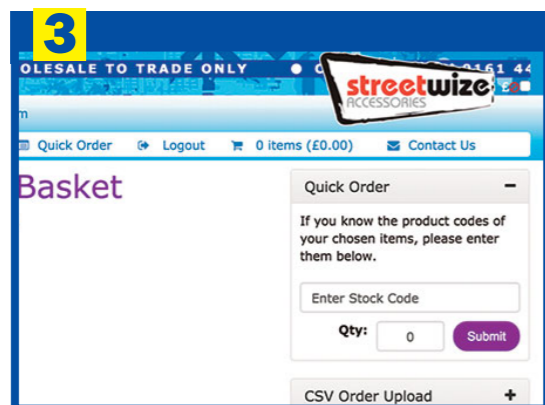 3
OLESALE TO TRADE ONLY
streetwize
ACCESSORIES
m
Quick Order Logout 0 items (£0.00) Contact Us
Basket
Quick Order −
If you know the product codes of
your chosen items, please enter
them below.
Enter Stock Code
Qty: 0 Submit
CSV Order Upload +